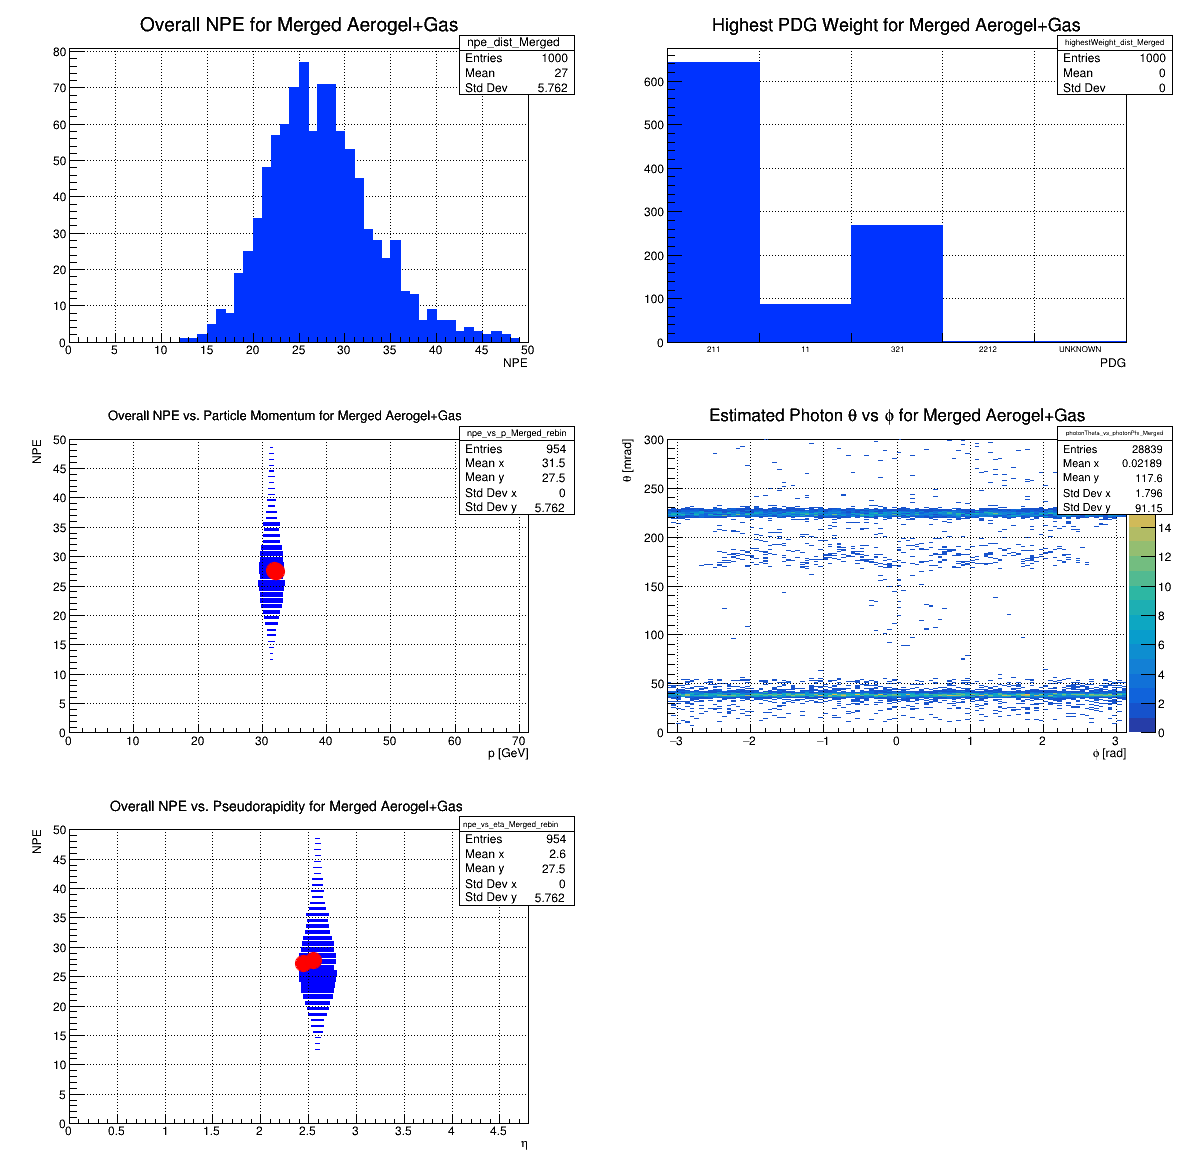 Overall NPE for Merged Aerogel+Gas
npe_dist_Merged
Entries 1000
Mean 27
Std Dev 5.762
80
70
60
50
40
30
20
10
0
0 5 10 15 20 25 30 35 40 45 50
NPE
Highest PDG Weight for Merged Aerogel+Gas
highestWeight_dist_Merged
Entries 1000
Mean 0
Std Dev 0
600
500
400
300
200
100
0
211 11 321 2212 UNKNOWN
PDG
Overall NPE vs. Particle Momentum for Merged Aerogel+Gas
npe_vs_p_Merged_rebin
Entries 954
Mean x 31.5
Mean y 27.5
Std Dev x 0
Std Dev y 5.762
NPE
50
45
40
35
30
25
20
15
10
5
0
0 10 20 30 40 50 60 70
p [GeV]
Estimated Photon θ vs ϕ for Merged Aerogel+Gas
photonTheta_vs_photonPhi_Merged
Entries 28839
Mean x 0.02189
Mean y 117.6
Std Dev x 1.796
Std Dev y 91.15
θ [mrad]
300
250
200
150
100
50
0
−3 −2 −1 0 1 2 3
ϕ [rad]
14
12
10
8
6
4
2
0
Overall NPE vs. Pseudorapidity for Merged Aerogel+Gas
npe_vs_eta_Merged_rebin
Entries 954
Mean x 2.6
Mean y 27.5
Std Dev x 0
Std Dev y 5.762
NPE
50
45
40
35
30
25
20
15
10
5
0
0 0.5 1 1.5 2 2.5 3 3.5 4 4.5
η